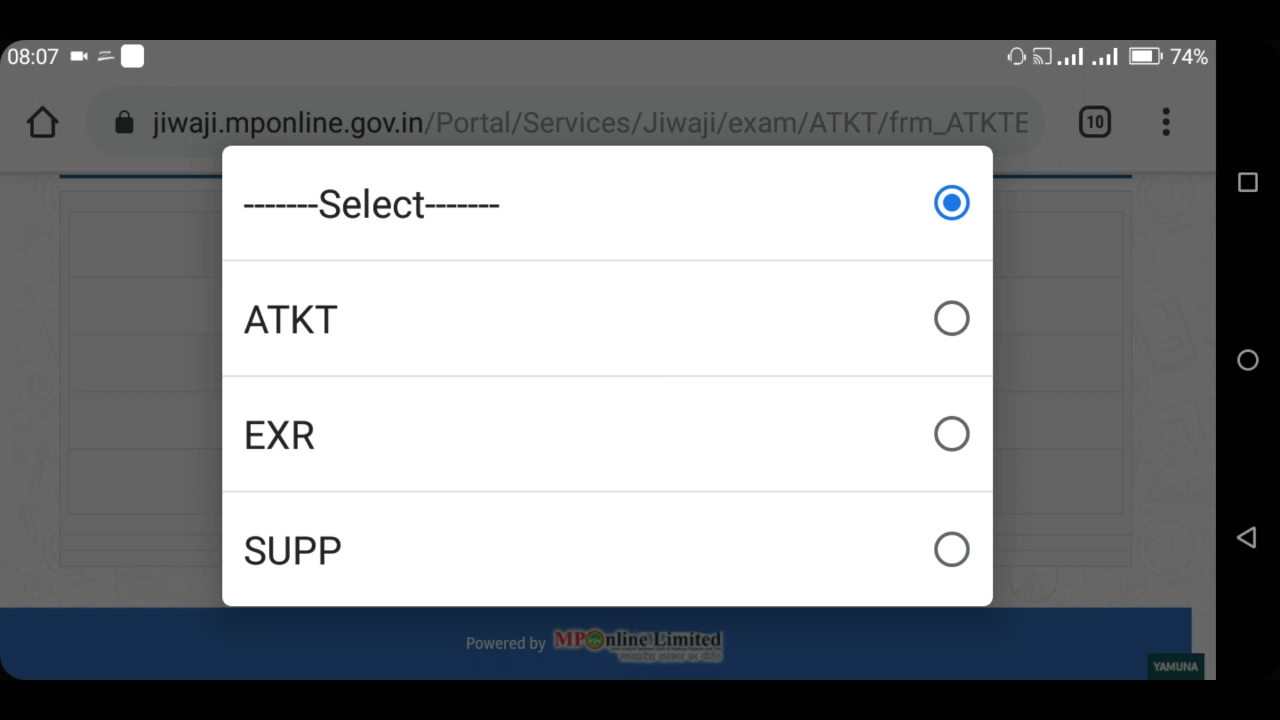 08:07
74%
jiwaji.mponline.gov.in/Portal/Services/Jiwaji/exam/ATKT/frm_ATKTE
10
-------Select-------
ATKT
EXR
SUPP
Powered by MPOnline Limited
YAMUNA